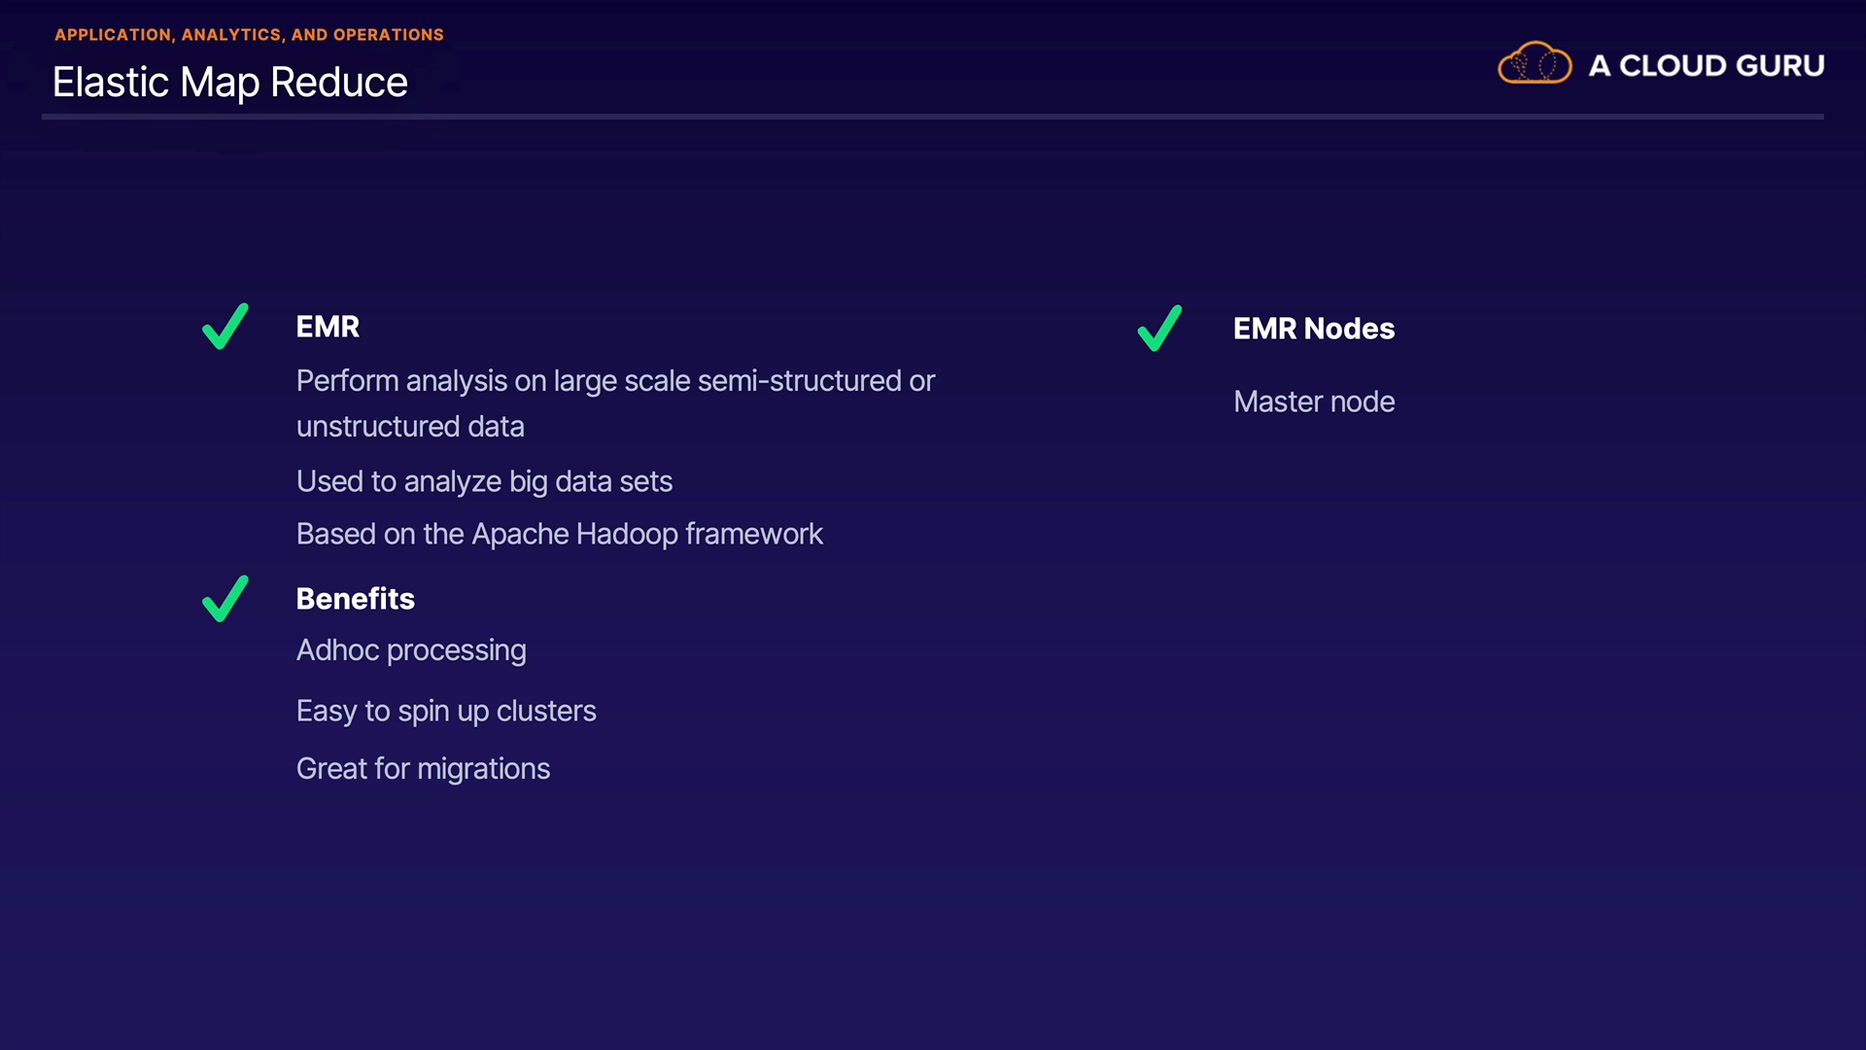 APPLICATION, ANALYTICS, AND OPERATIONS
Elastic Map Reduce
A CLOUD GURU
EMR
Perform analysis on large scale semi-structured or
unstructured data
Used to analyze big data sets
Based on the Apache Hadoop framework
Benefits
Adhoc processing
Easy to spin up clusters
Great for migrations
EMR Nodes
Master node